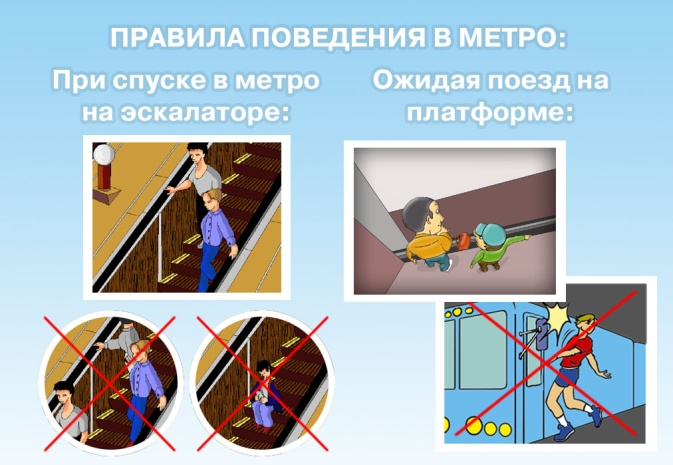 ПРАВИЛА ПОВЕДЕНИЯ В МЕТРО:
При спуске в метро
на эскалаторе:
Ожидая поезд на
платформе: